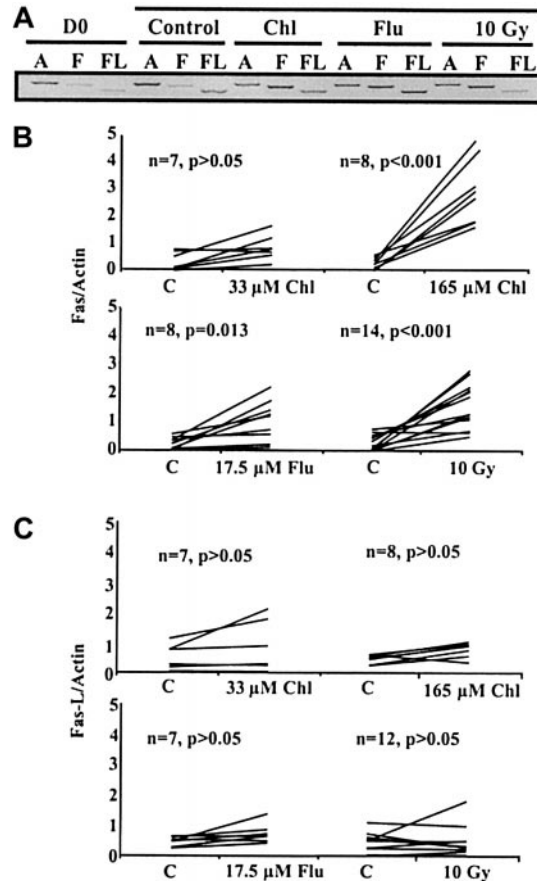 A
D0 Control Chl Flu 10 Gy
A F FL A F FL A F FL A F FL A F FL
B
Fas/Actin
5
4
3
2
1
0
n=7, p>0.05
n=8, p<0.001
C 33 µM Chl C 165 µM Chl
5
4
3
2
1
0
n=8, p=0.013
n=14, p<0.001
C 17.5 µM Flu C 10 Gy
C
Fas-L/Actin
5
4
3
2
1
0
n=7, p>0.05
n=8, p>0.05
C 33 µM Chl C 165 µM Chl
5
4
3
2
1
0
n=7, p>0.05
n=12, p>0.05
C 17.5 µM Flu C 10 Gy